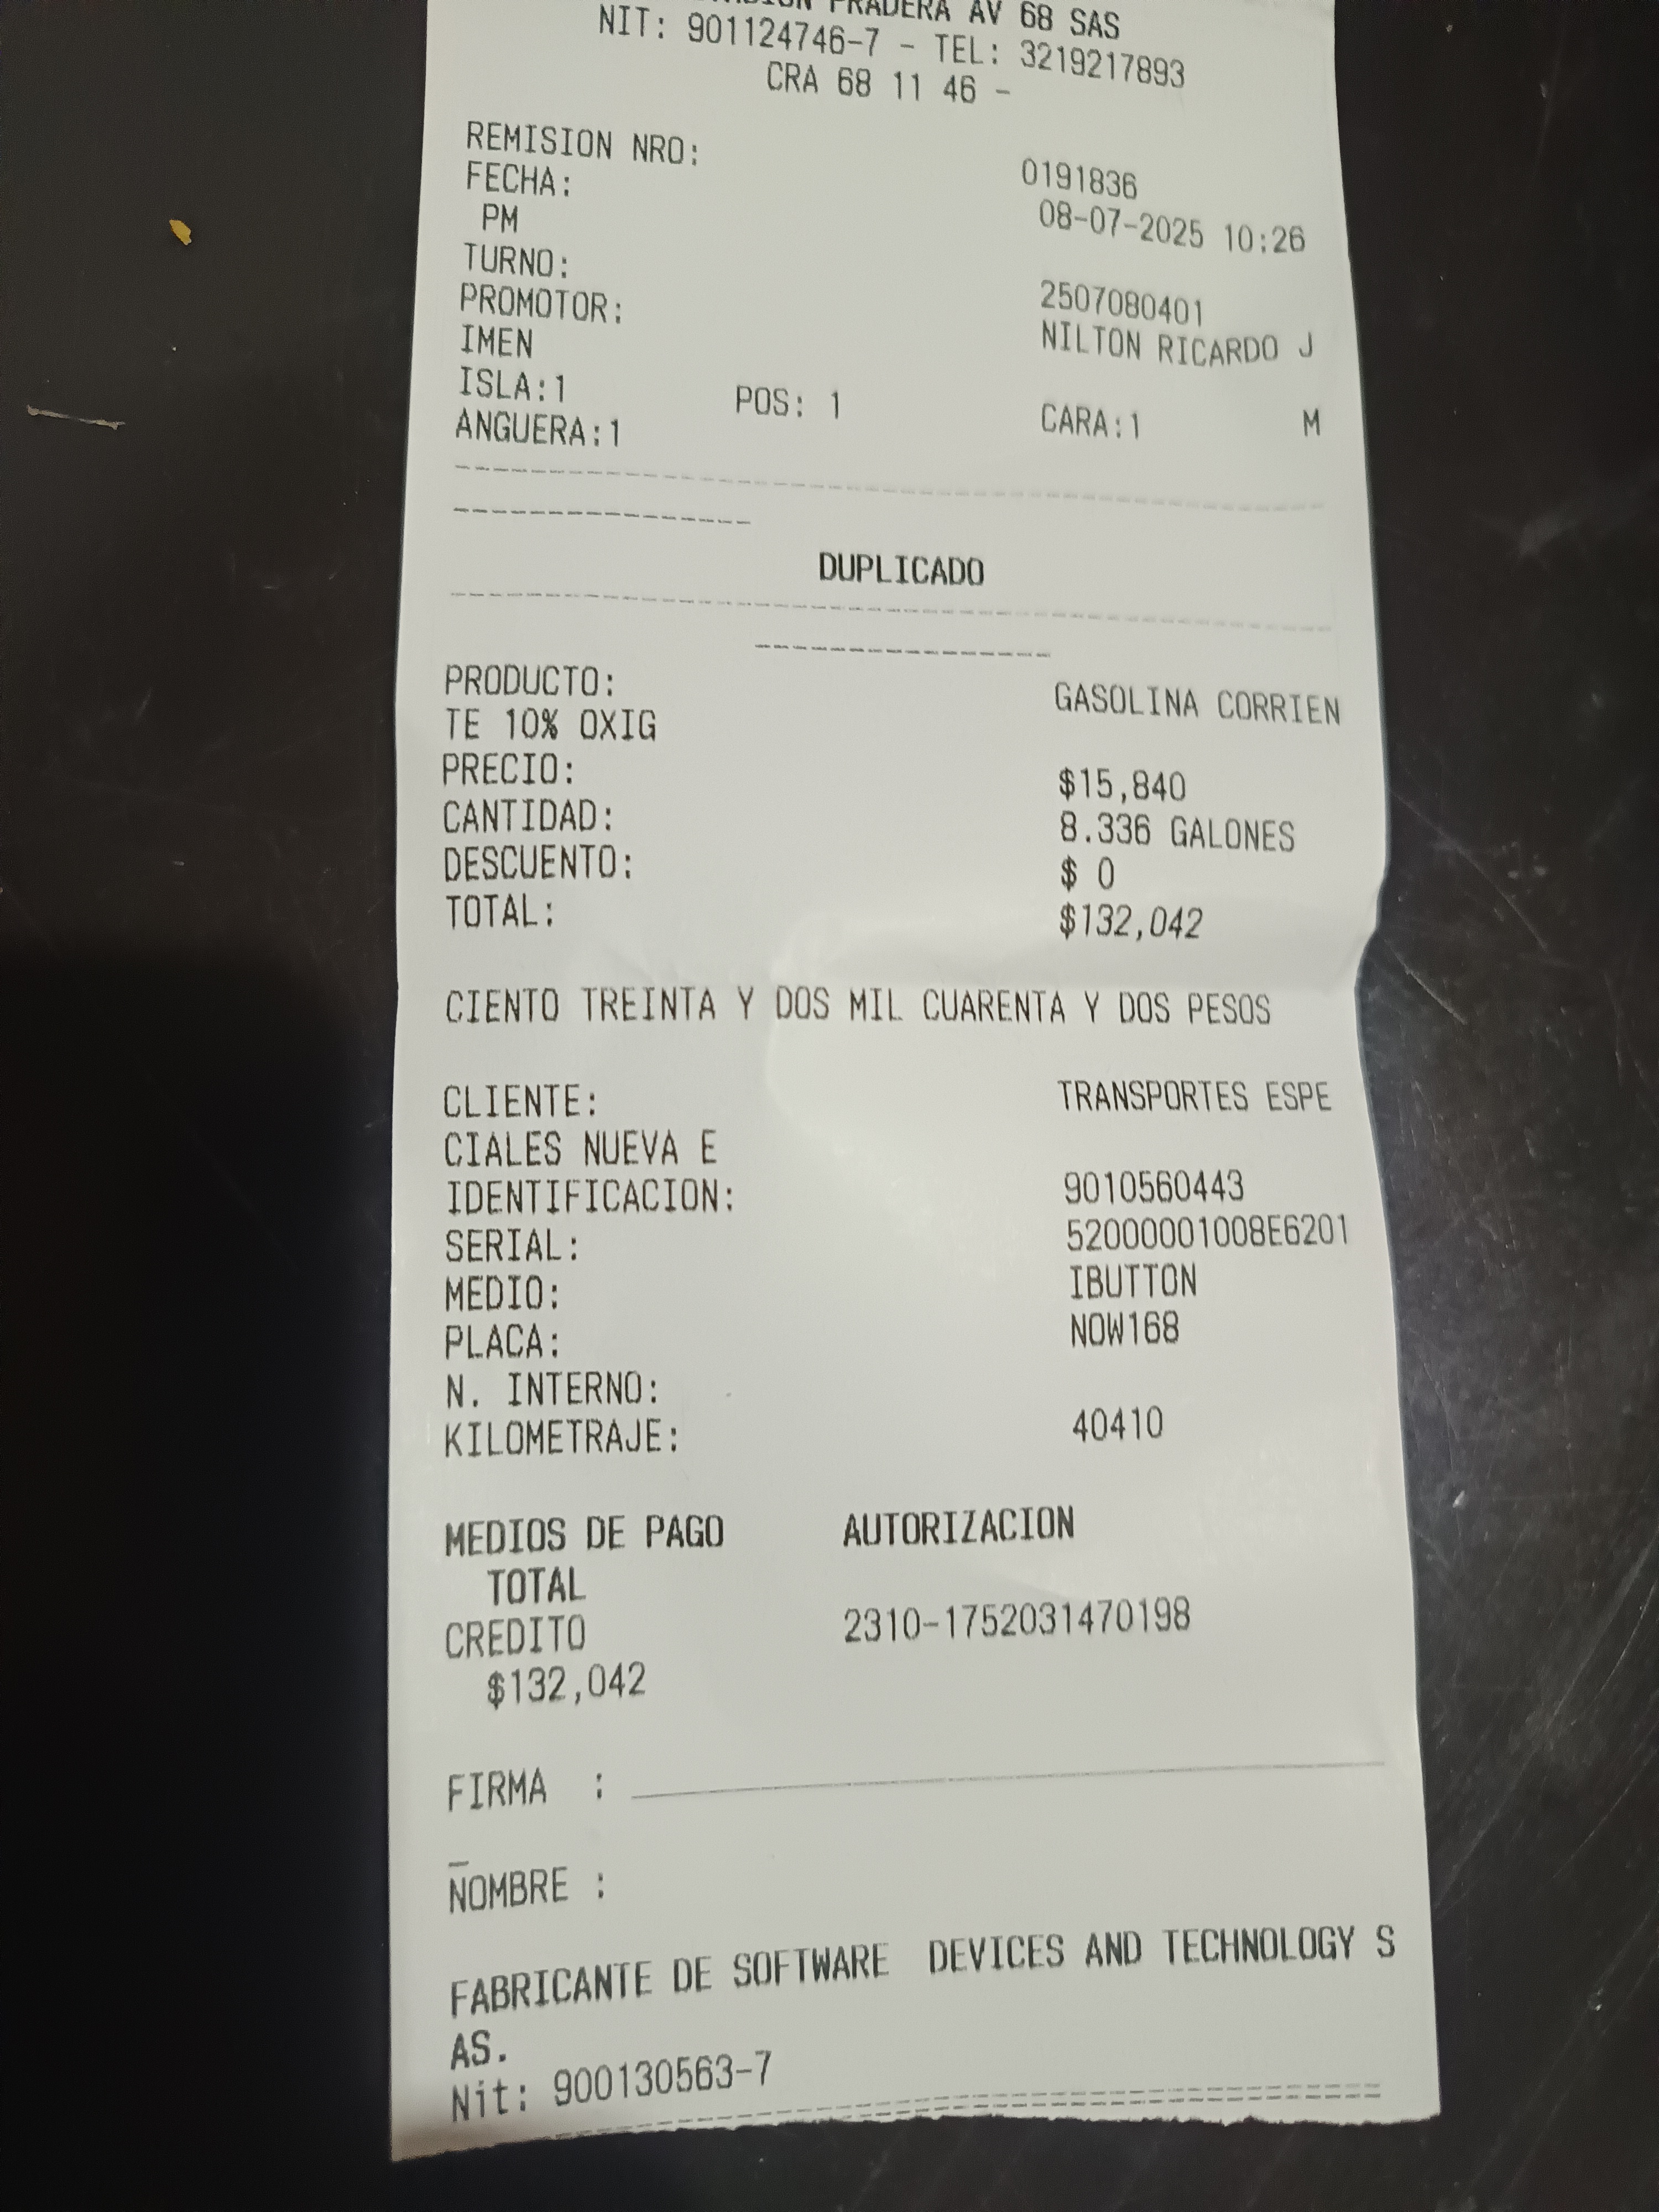 PRADERA AV 68 SAS
NIT: 901124746-7 - TEL: 3219217893
CRA 68 11 46 -
REMISION NRO: 0191836
FECHA: 08-07-2025 10:26
PM
TURNO: 2507080401
PROMOTOR: NILTON RICARDO J
IMEN
ISLA:1 POS: 1 CARA:1 M
ANGUERA:1
DUPLICADO
PRODUCTO: GASOLINA CORRIEN
TE 10% OXIG
PRECIO: $15,840
CANTIDAD: 8.336 GALONES
DESCUENTO: $ 0
TOTAL: $132,042
CIENTO TREINTA Y DOS MIL CUARENTA Y DOS PESOS
CLIENTE: TRANSPORTES ESPE
CIALES NUEVA E
IDENTIFICACION: 9010560443
SERIAL: 52000001008E6201
MEDIO: IBUTTON
PLACA: NOW168
N. INTERNO:
KILOMETRAJE: 40410
MEDIOS DE PAGO AUTORIZACION
TOTAL
CREDITO 2310-1752031470198
$132,042
FIRMA :
NOMBRE :
FABRICANTE DE SOFTWARE DEVICES AND TECHNOLOGY S
AS.
Nit: 900130563-7